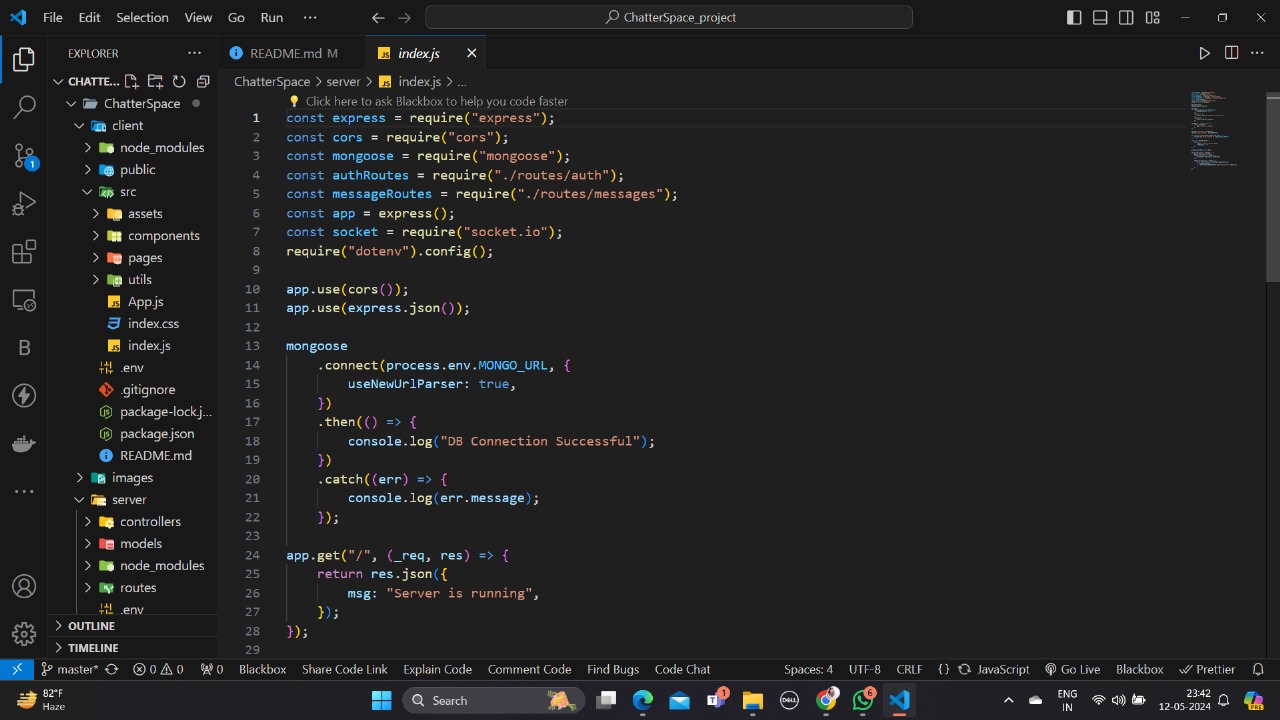 File Edit Selection View Go Run ··· ChatterSpace_project
EXPLORER ···
CHATTE...
ChatterSpace
client
node_modules
public
src
assets
components
pages
utils
JS App.js
index.css
JS index.js
.env
.gitignore
package-lock.j...
package.json
README.md
images
server
controllers
models
node_modules
routes
.env
OUTLINE
TIMELINE
README.md M
JS index.js
ChatterSpace > server > JS index.js > ...
Click here to ask Blackbox to help you code faster
1 const express = require("express");
2 const cors = require("cors");
3 const mongoose = require("mongoose");
4 const authRoutes = require("./routes/auth");
5 const messageRoutes = require("./routes/messages");
6 const app = express();
7 const socket = require("socket.io");
8 require("dotenv").config();
9
10 app.use(cors());
11 app.use(express.json());
12
13 mongoose
14 .connect(process.env.MONGO_URL, {
15 useNewUrlParser: true,
16 })
17 .then(() => {
18 console.log("DB Connection Successful");
19 })
20 .catch((err) => {
21 console.log(err.message);
22 });
23
24 app.get("/", (_req, res) => {
25 return res.json({
26 msg: "Server is running",
27 });
28 });
29
master* 0 0 0 Blackbox Share Code Link Explain Code Comment Code Find Bugs Code Chat Spaces: 4 UTF-8 CRLF {} JavaScript Go Live Blackbox Prettier
82°F
Haze
Search
ENG
IN
23:42
12-05-2024